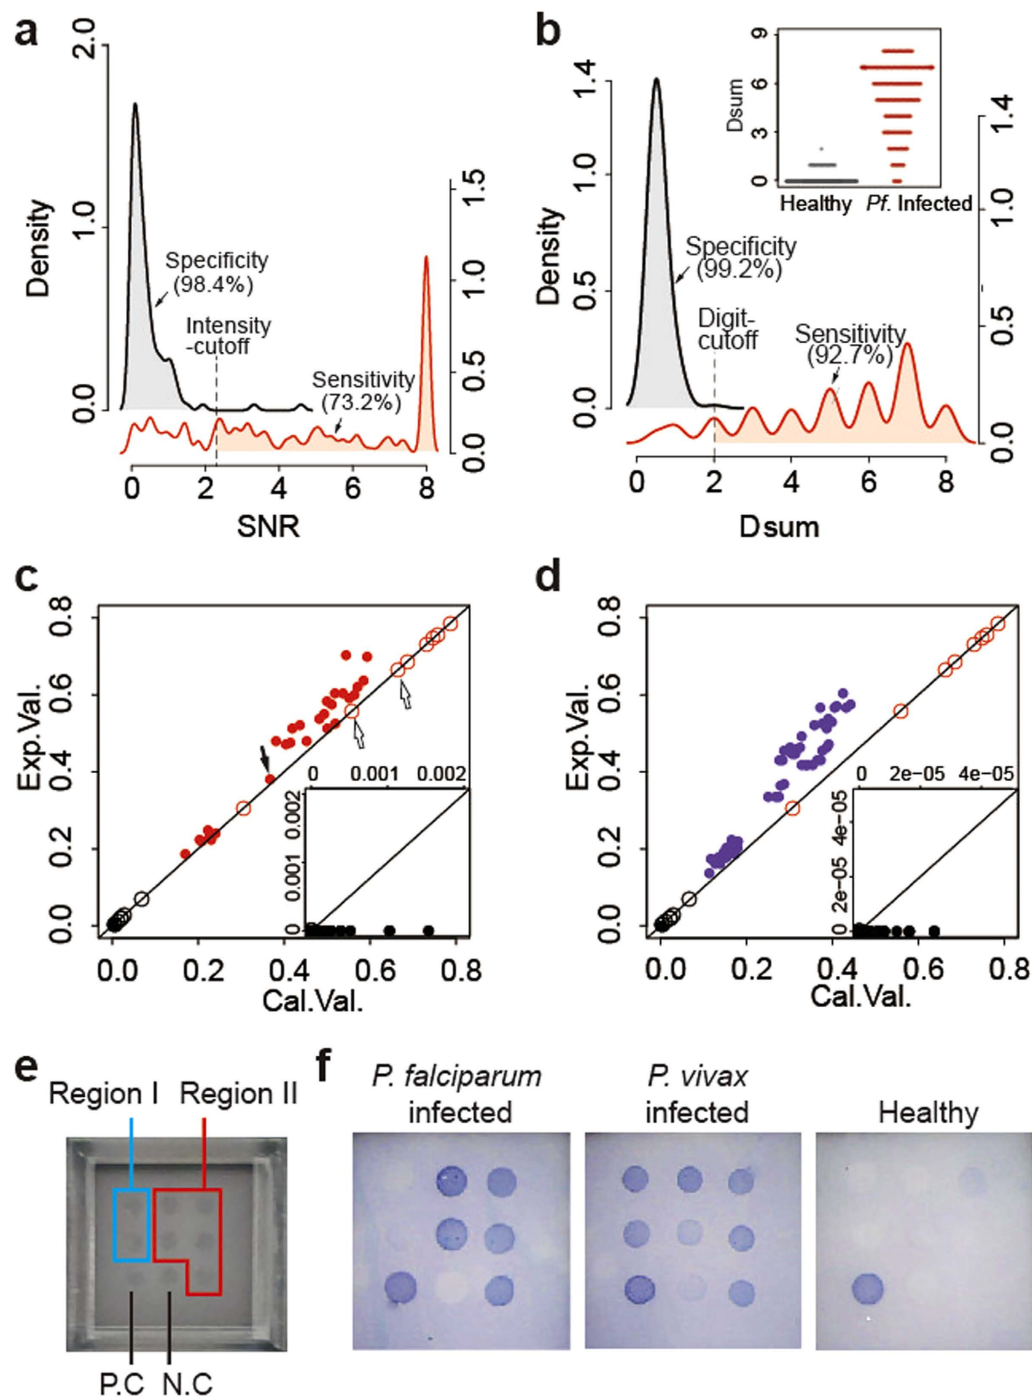 a
2.0
1.0
0.0
Density
Specificity
(98.4%)
Intensity
-cutoff
Sensitivity
(73.2%)
1.5
1.0
0.5
0.0
0 2 4 6 8
SNR
b
1.4
1.0
0.5
0.0
Density
Specificity
(99.2%)
Digit-
cutoff
Sensitivity
(92.7%)
9
6
3
0
Dsum
Healthy Pf. Infected
1.4
1.0
0.5
0.0
0 2 4 6 8
Dsum
c
0.8
0.6
0.4
0.2
0.0
Exp.Val.
0 0.001 0.002
0.002
0.001
0
0.0 0.2 0.4 0.6 0.8
Cal.Val.
d
0.8
0.6
0.4
0.2
0.0
Exp.Val.
0 2e-05 4e-05
4e-05
2e-05
0
0.0 0.2 0.4 0.6 0.8
Cal.Val.
e
Region I Region II
P.C N.C
f
P. falciparum
infected
P. vivax
infected
Healthy